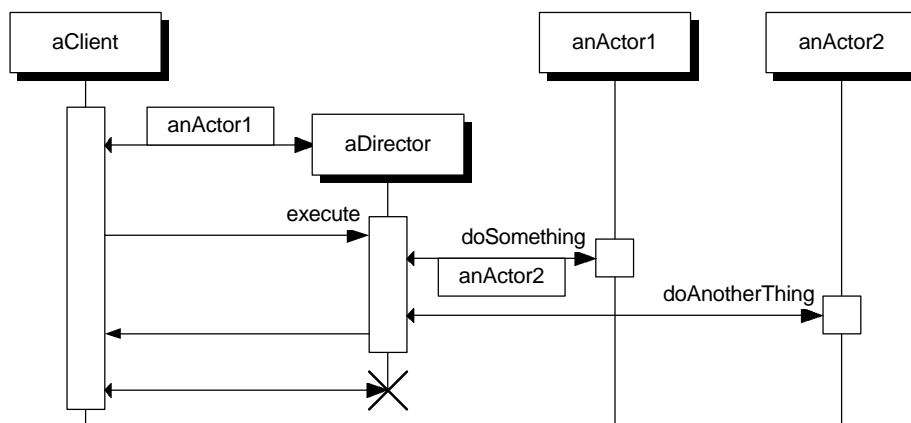 aClient
anActor1
anActor2
anActor1
aDirector
execute
doSomething
anActor2
doAnotherThing